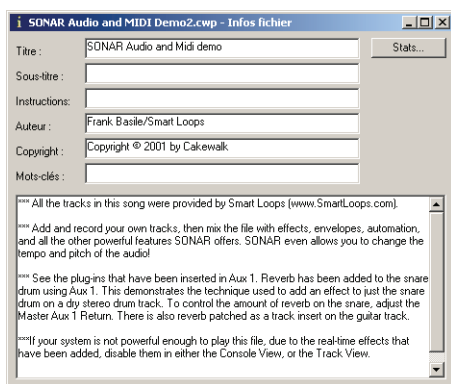 SONAR Audio and MIDI Demo2.cwp - Infos fichier
Titre : SONAR Audio and Midi demo Stats...
Sous-titre :
Instructions:
Auteur : Frank Basile/Smart Loops
Copyright : Copyright © 2001 by Cakewalk
Mots-clés :
*** All the tracks in this song were provided by Smart Loops (www.SmartLoops.com).
*** Add and record your own tracks, then mix the file with effects, envelopes, automation,
and all the other powerful features SONAR offers. SONAR even allows you to change the
tempo and pitch of the audio!
*** See the plug-ins that have been inserted in Aux 1. Reverb has been added to the snare
drum using Aux 1. This demonstrates the technique used to add an effect to just the snare
drum on a dry stereo drum track. To control the amount of reverb on the snare, adjust the
Master Aux 1 Return. There is also reverb patched as a track insert on the guitar track.
***If your system is not powerful enough to play this file, due to the real-time effects that
have been added, disable them in either the Console View, or the Track View.